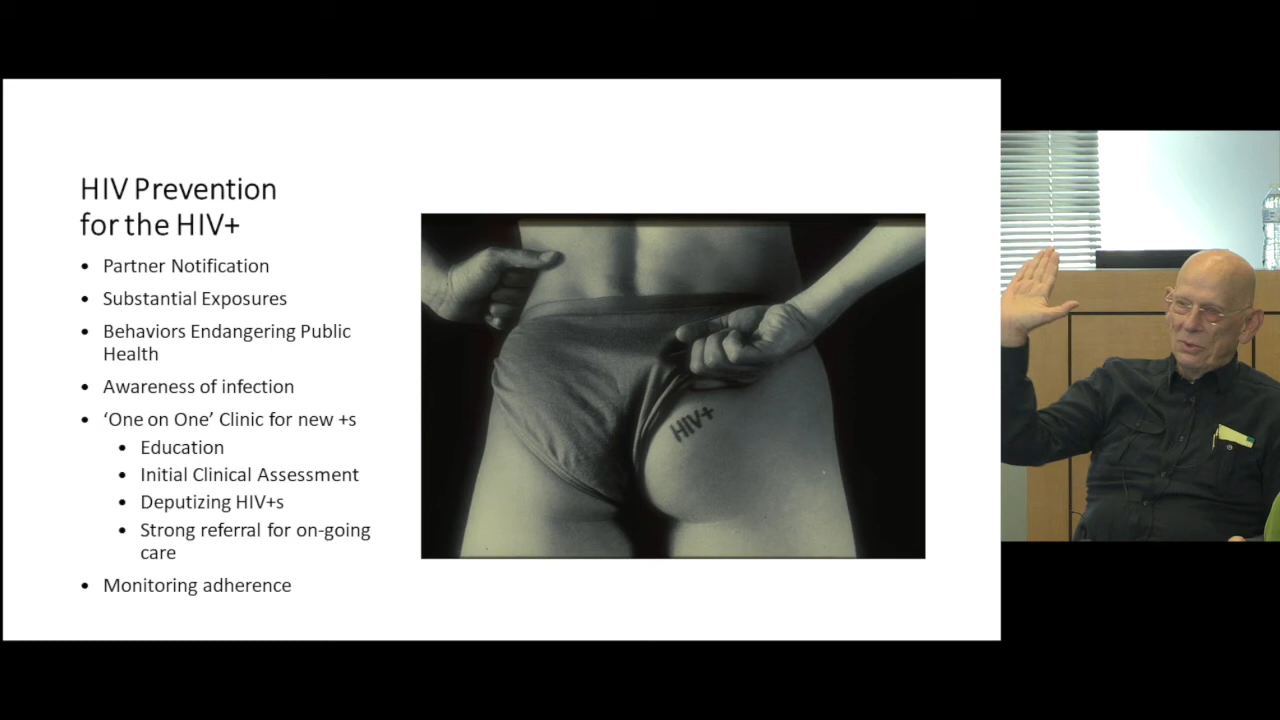 HIV Prevention
for the HIV+
• Partner Notification
• Substantial Exposures
• Behaviors Endangering Public
Health
• Awareness of infection
• ‘One on One’ Clinic for new +s
• Education
• Initial Clinical Assessment
• Deputizing HIV+s
• Strong referral for on-going
care
• Monitoring adherence
HIV+